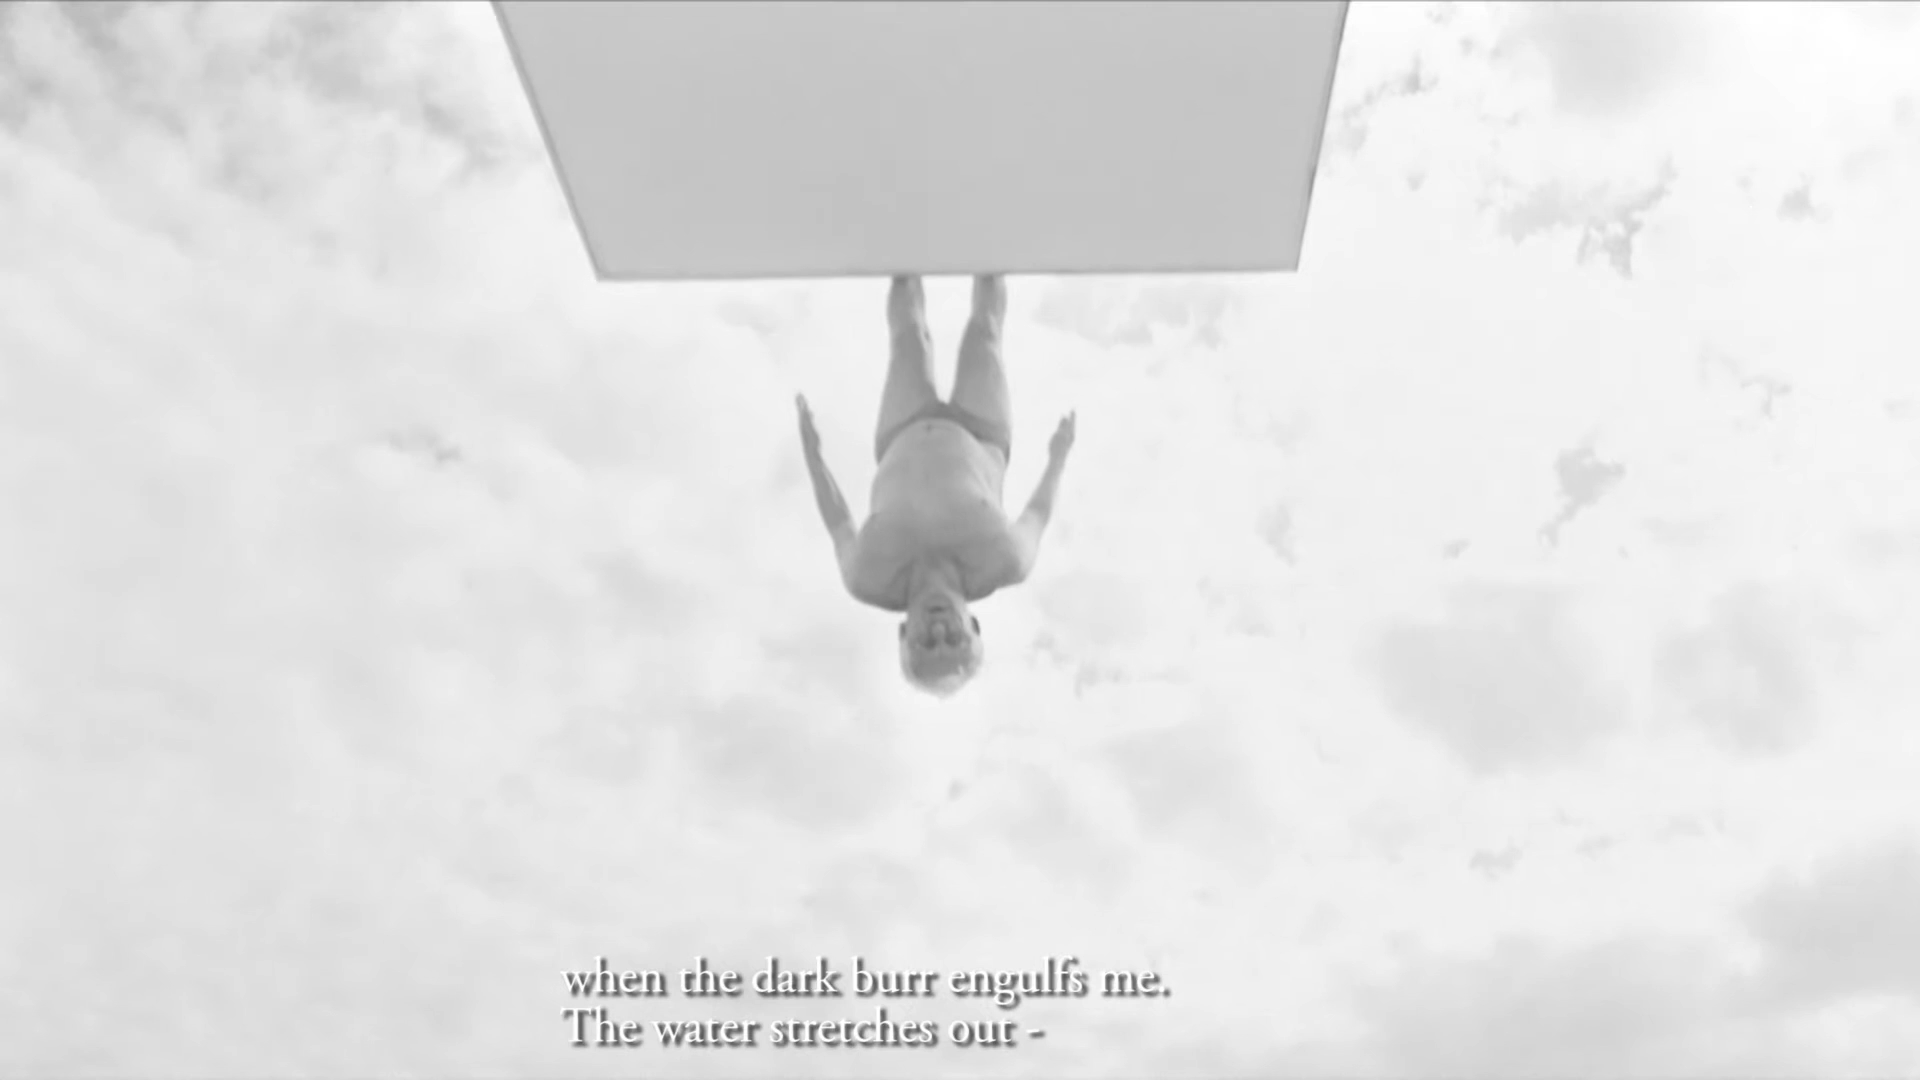 when the dark burr engulfs me.
The water stretches out -